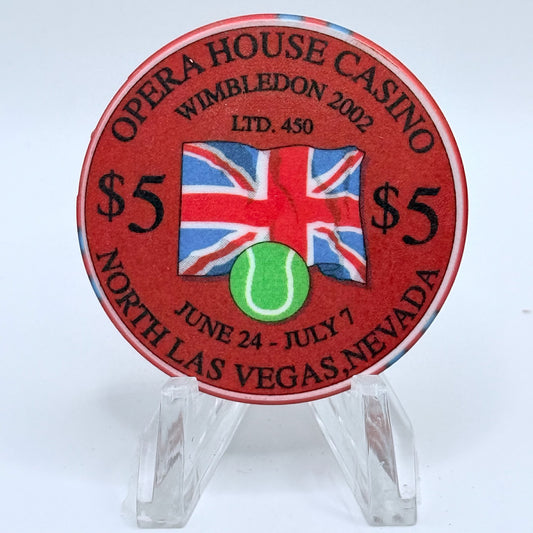 OPERA HOUSE CASINO
WIMBLEDON 2002
LTD. 450
$5 $5
JUNE 24 - JULY 7
NORTH LAS VEGAS, NEVADA